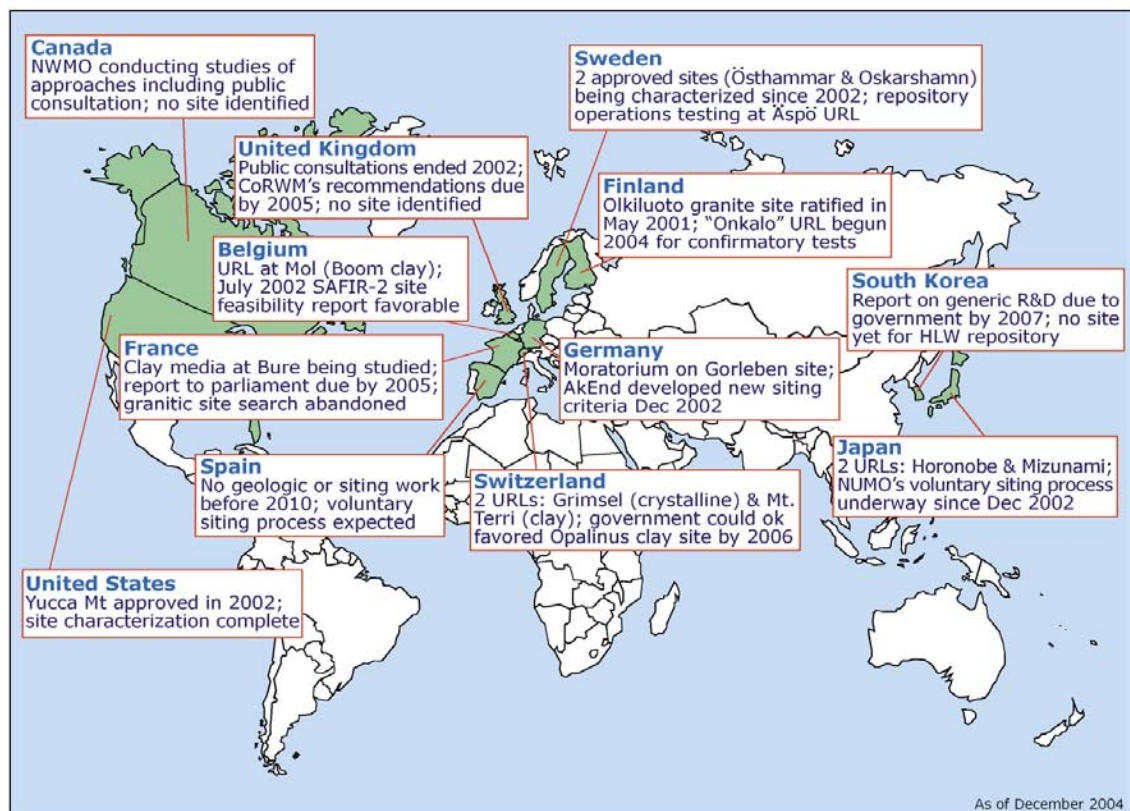 Canada
NWMO conducting studies of
approaches including public
consultation; no site identified
Sweden
2 approved sites (Östhammar & Oskarshamn)
being characterized since 2002; repository
operations testing at Äspö URL
United Kingdom
Public consultations ended 2002;
CoRWM's recommendations due
by 2005; no site identified
Finland
Olkiluoto granite site ratified in
May 2001; "Onkalo" URL begun
2004 for confirmatory tests
Belgium
URL at Mol (Boom clay);
July 2002 SAFIR-2 site
feasibility report favorable
South Korea
Report on generic R&D due to
government by 2007; no site
yet for HLW repository
France
Clay media at Bure being studied;
report to parliament due by 2005;
granitic site search abandoned
Germany
Moratorium on Gorleben site;
AkEnd developed new siting
criteria Dec 2002
Japan
2 URLs: Horonobe & Mizunami;
NUMO's voluntary siting process
underway since Dec 2002
Spain
No geologic or siting work
before 2010; voluntary
siting process expected
Switzerland
2 URLs: Grimsel (crystalline) & Mt.
Terri (clay); government could ok
favored Opalinus clay site by 2006
United States
Yucca Mt approved in 2002;
site characterization complete
As of December 2004